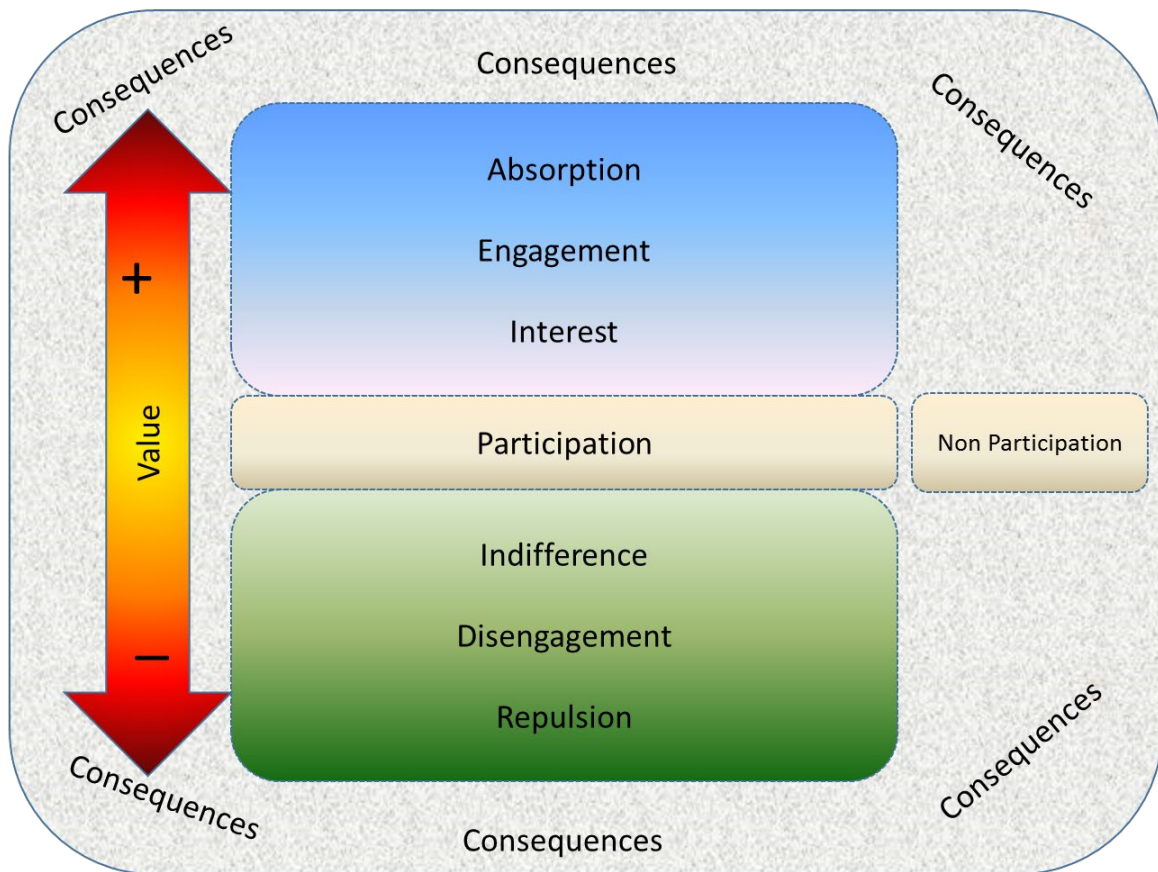 Consequences
Consequences
Consequences
Absorption
Engagement
Interest
+
Value
Participation
Non Participation
Indifference
Disengagement
–
Repulsion
Consequences
Consequences
Consequences